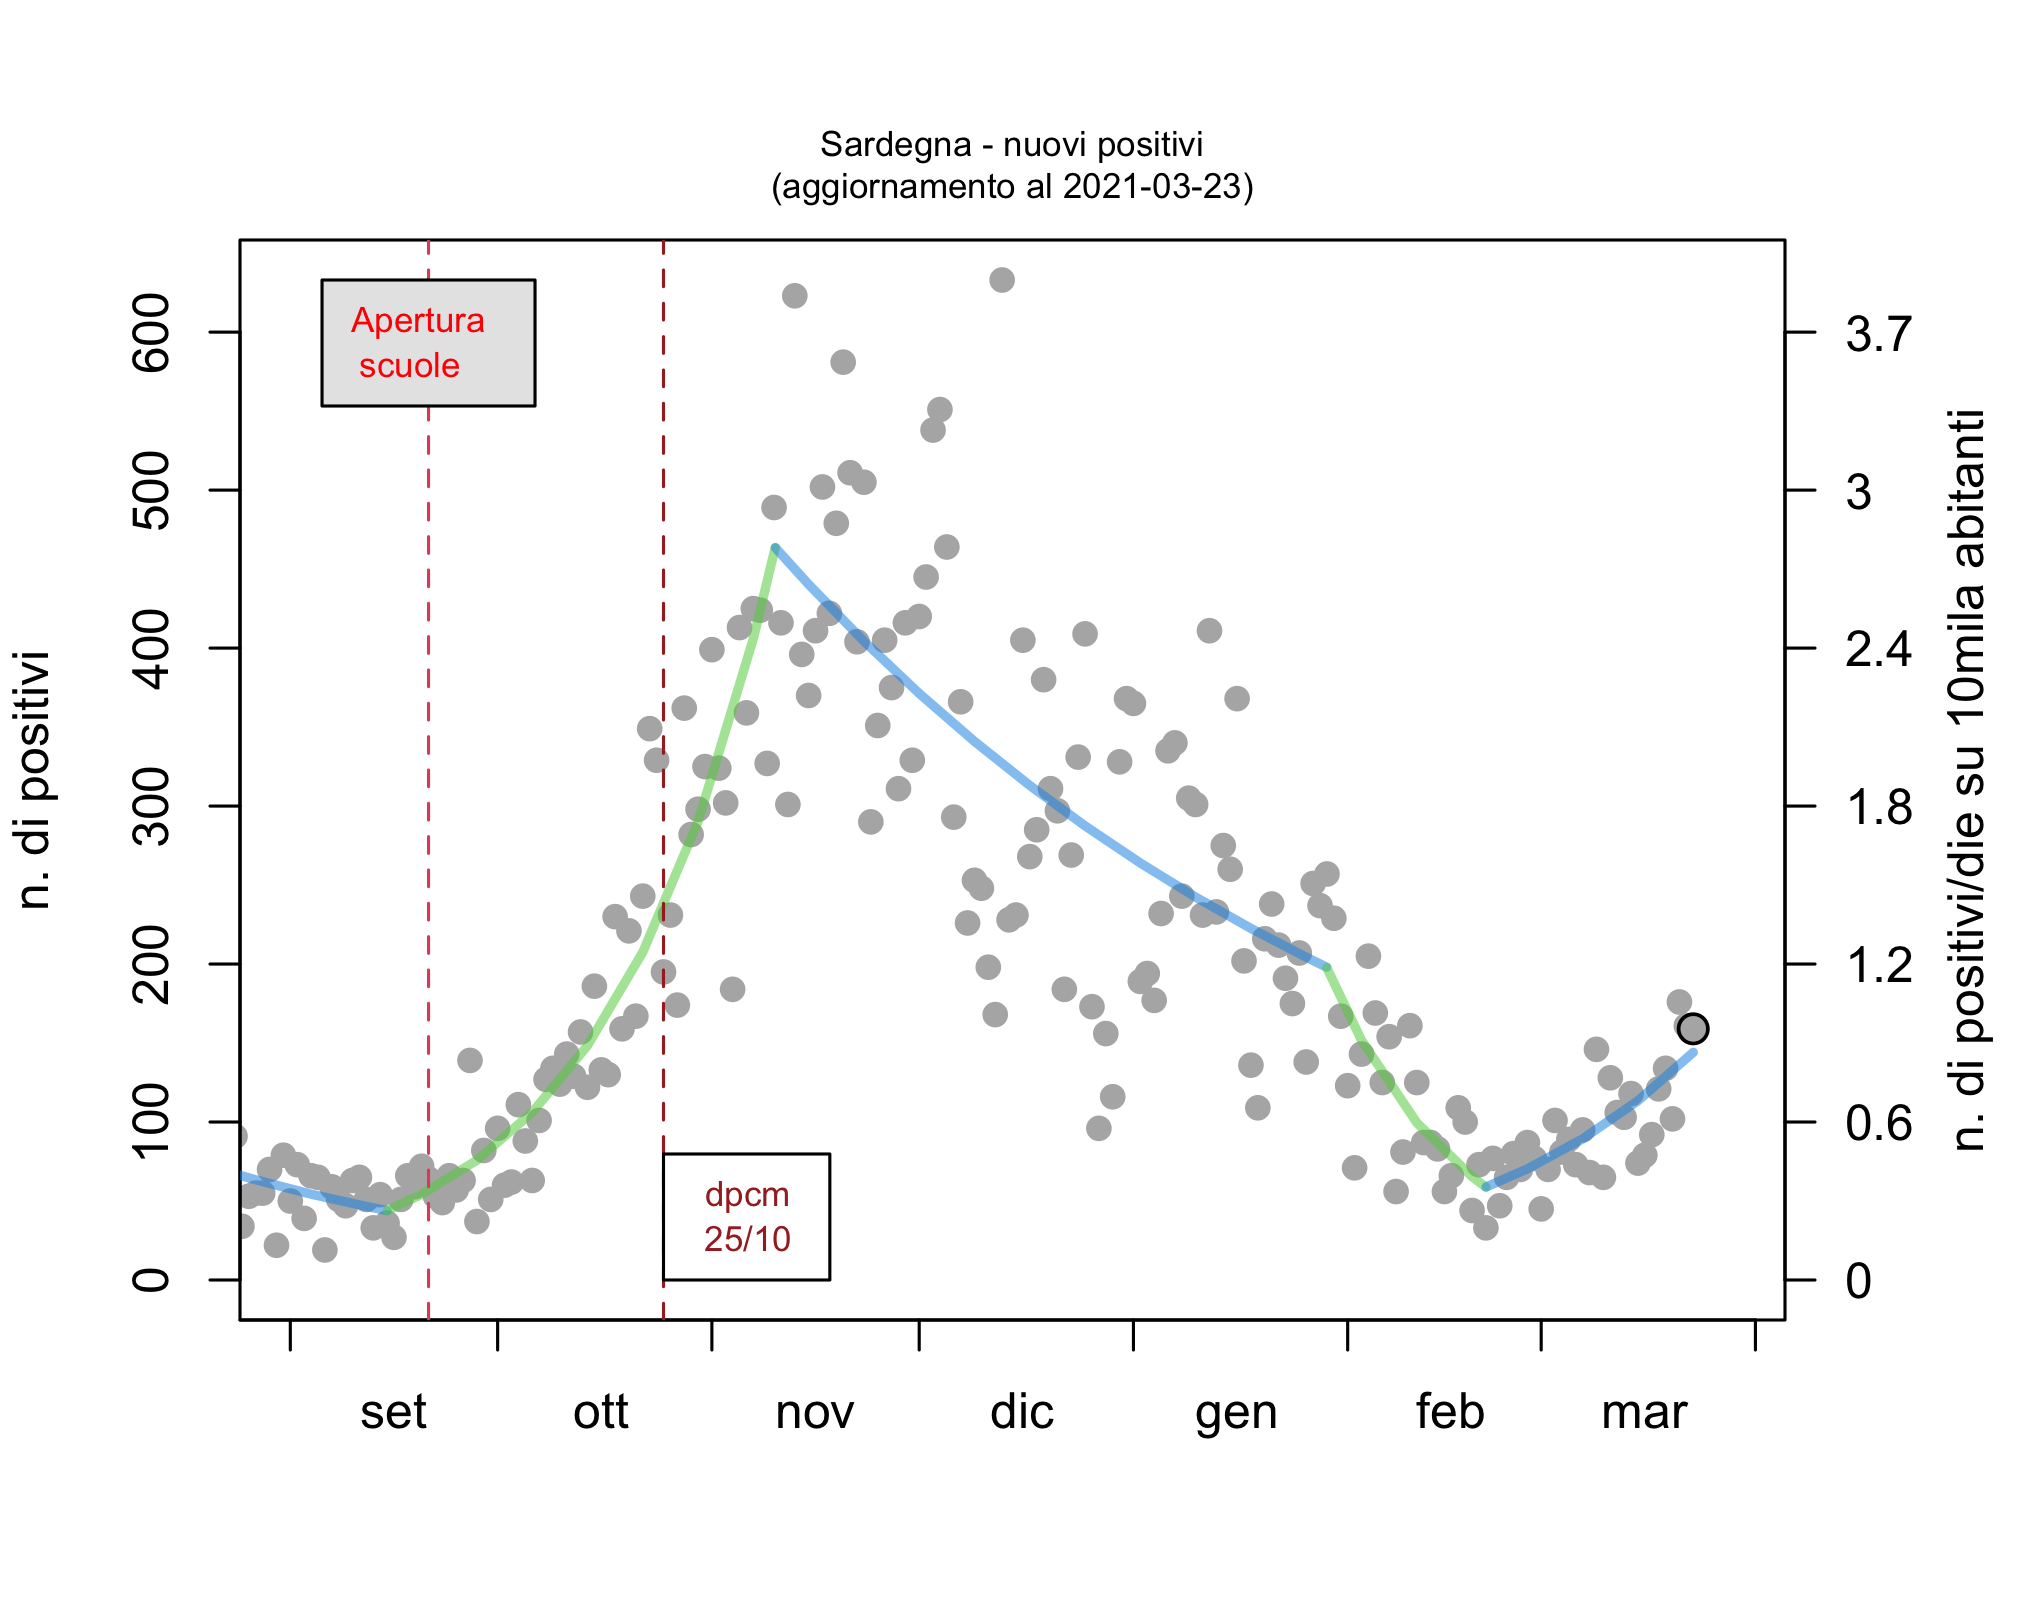 Sardegna - nuovi positivi
(aggiornamento al 2021-03-23)
n. di positivi
600
500
400
300
200
100
0
Apertura
scuole
dpcm
25/10
3.7
3
2.4
1.8
1.2
0.6
0
n. di positivi/die su 10mila abitanti
set ott nov dic gen feb mar